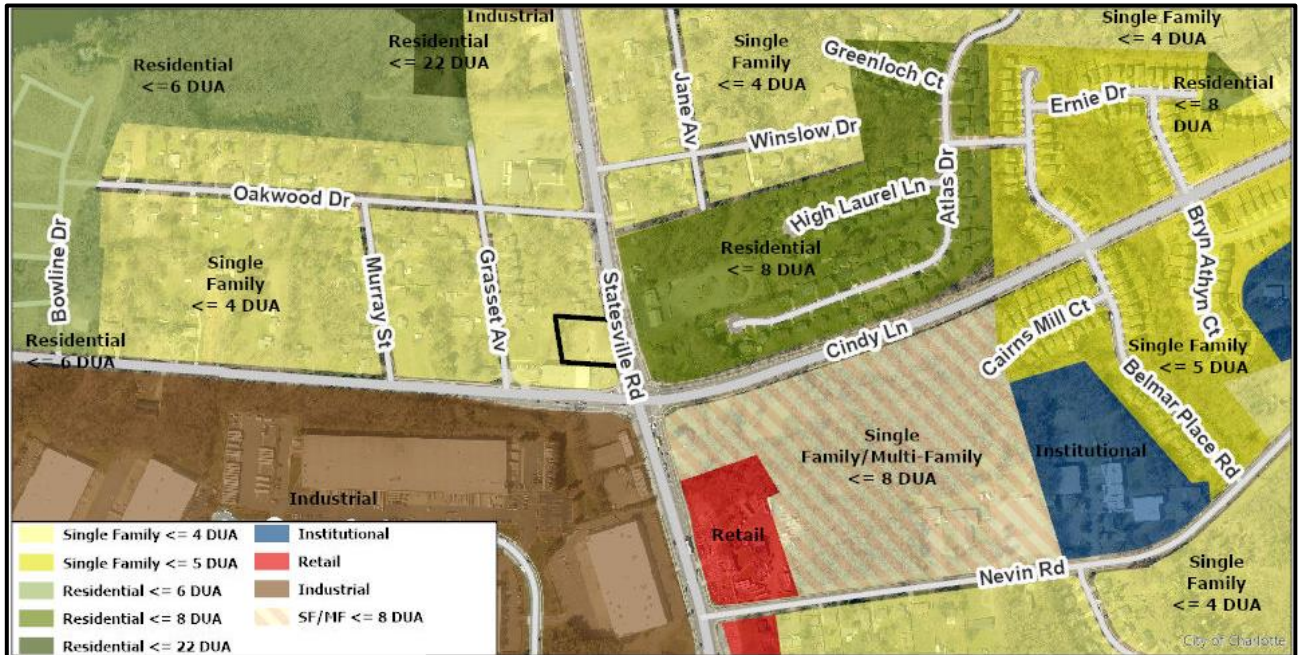 Industrial
Single Family
<= 4 DUA
Residential
<= 22 DUA
Residential
<=6 DUA
Single
Family
<= 4 DUA
Greenloch Ct
Jane Av
Ernie Dr
Residential
<= 8
DUA
Winslow Dr
Oakwood Dr
High Laurel Ln
Atlas Dr
Bowline Dr
Single
Family
<= 4 DUA
Murray St
Grasset Av
Statesville Rd
Residential
<= 8 DUA
Bryn Athyn Ct
Cindy Ln
Cairns Mill Ct
Residential
<= 6 DUA
Single Family
<= 5 DUA
Belmar Place Rd
Single
Family/Multi-Family
<= 8 DUA
Institutional
Industrial
Retail
Nevin Rd
Single
Family
<= 4 DUA
Single Family <= 4 DUA
Single Family <= 5 DUA
Residential <= 6 DUA
Residential <= 8 DUA
Residential <= 22 DUA
Institutional
Retail
Industrial
SF/MF <= 8 DUA
City of Charlotte